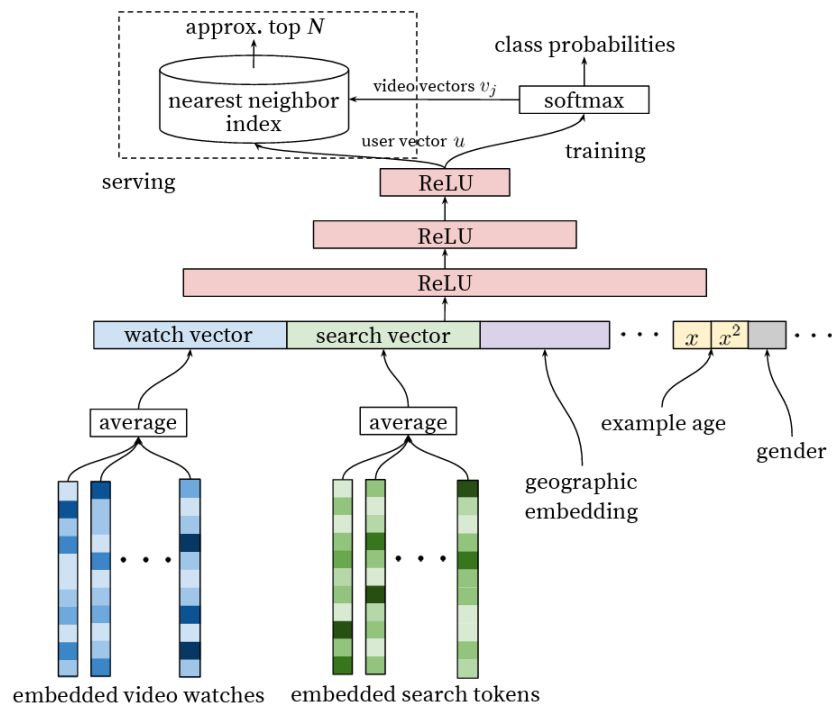 approx. top N
class probabilities
nearest neighbor
index
video vectors v_j
softmax
user vector u
training
serving
ReLU
ReLU
ReLU
watch vector
search vector
x
x²
average
average
example age
gender
geographic
embedding
embedded video watches
embedded search tokens